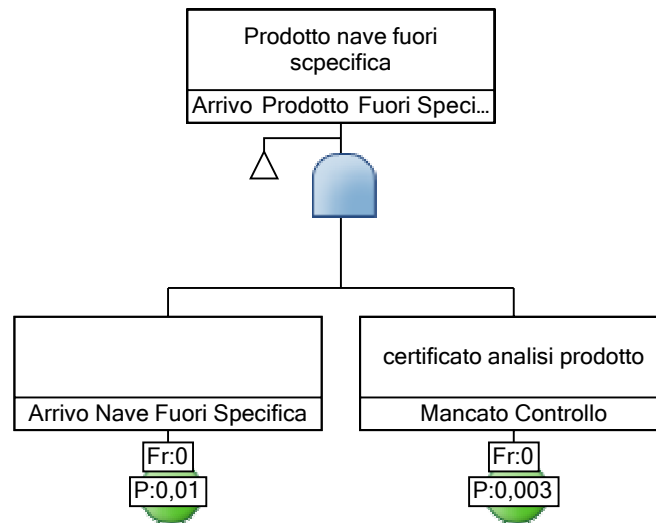 Prodotto nave fuori
scpecifica
Arrivo Prodotto Fuori Speci...
certificato analisi prodotto
Arrivo Nave Fuori Specifica
Mancato Controllo
Fr:0
Fr:0
P:0,01
P:0,003